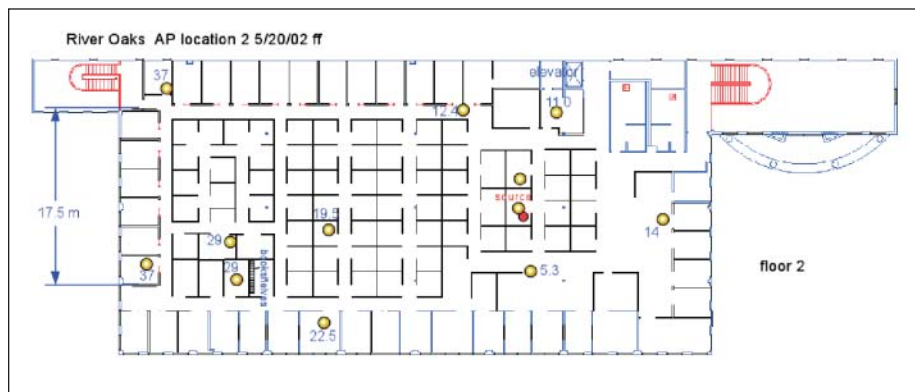 River Oaks AP location 2 5/20/02 ff
elevator
37
12.4
11.0
source
17.5 m
19.5
14
29
bookshelves
37
29
5.3
floor 2
22.5